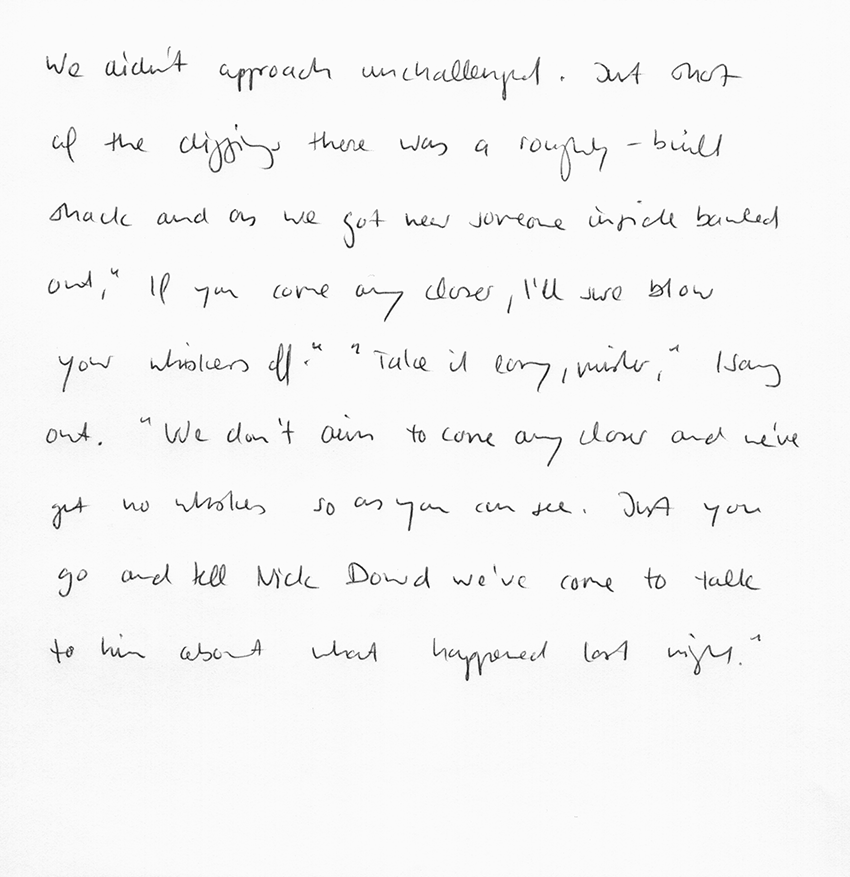 We didn't approach unchallenged. Just short
of the diggings there was a roughly-built
shack and as we got near someone inside bawled
out, "If you come any closer, I'll sure blow
your whiskers off." "Take it easy, mister," I sang
out. "We don't aim to come any closer and we've
got no whiskers so as you can see. Just you
go and tell Nick Dowd we've come to talk
to him about what happened last night."